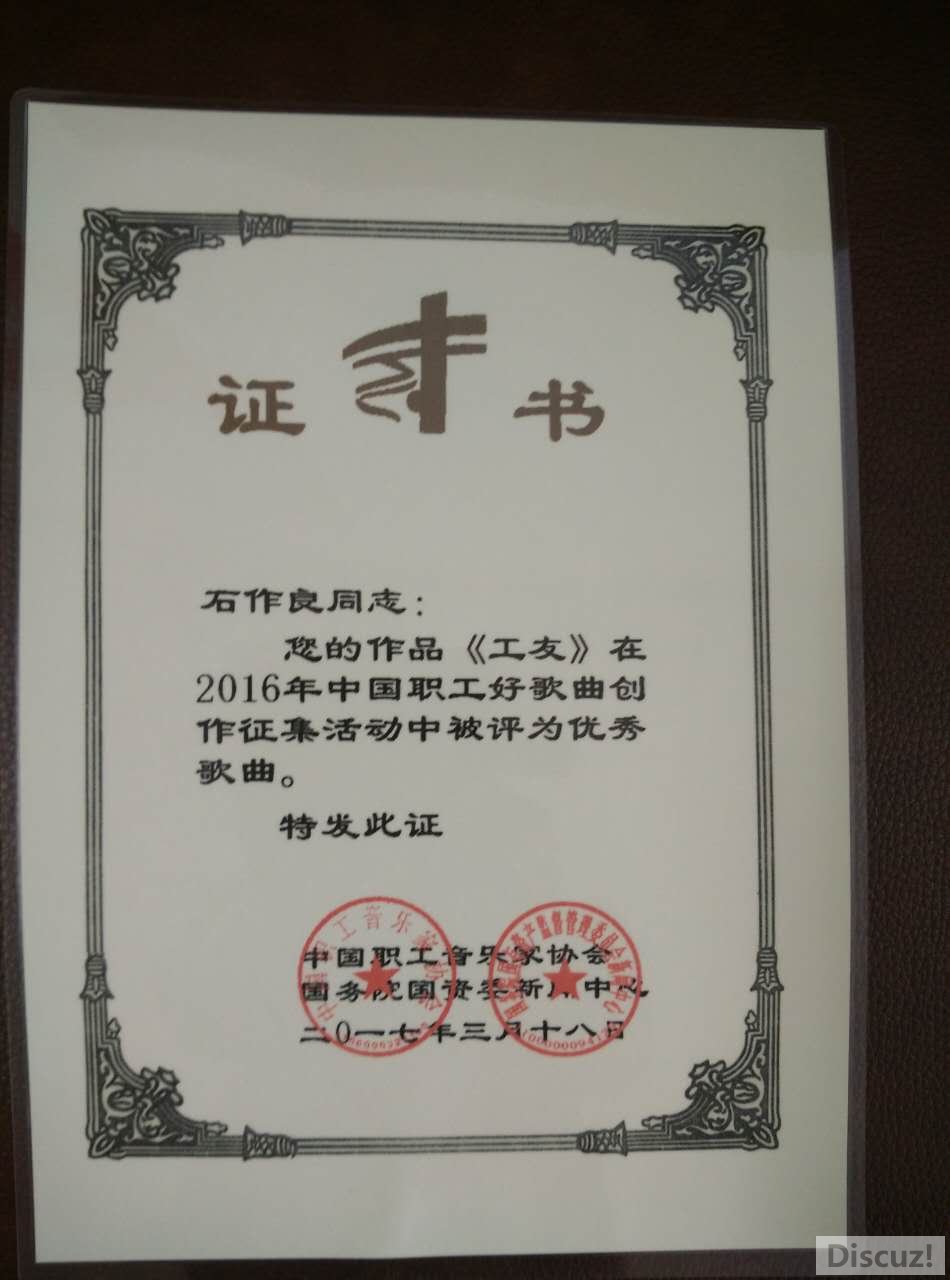 证 书
石作良同志：
您的作品《工友》在
2016年中国职工好歌曲创
作征集活动中被评为优秀
歌曲。
特发此证
中国职工音乐家协会
国务院国资委新闻中心
二0一七年三月十八日
Discuz!